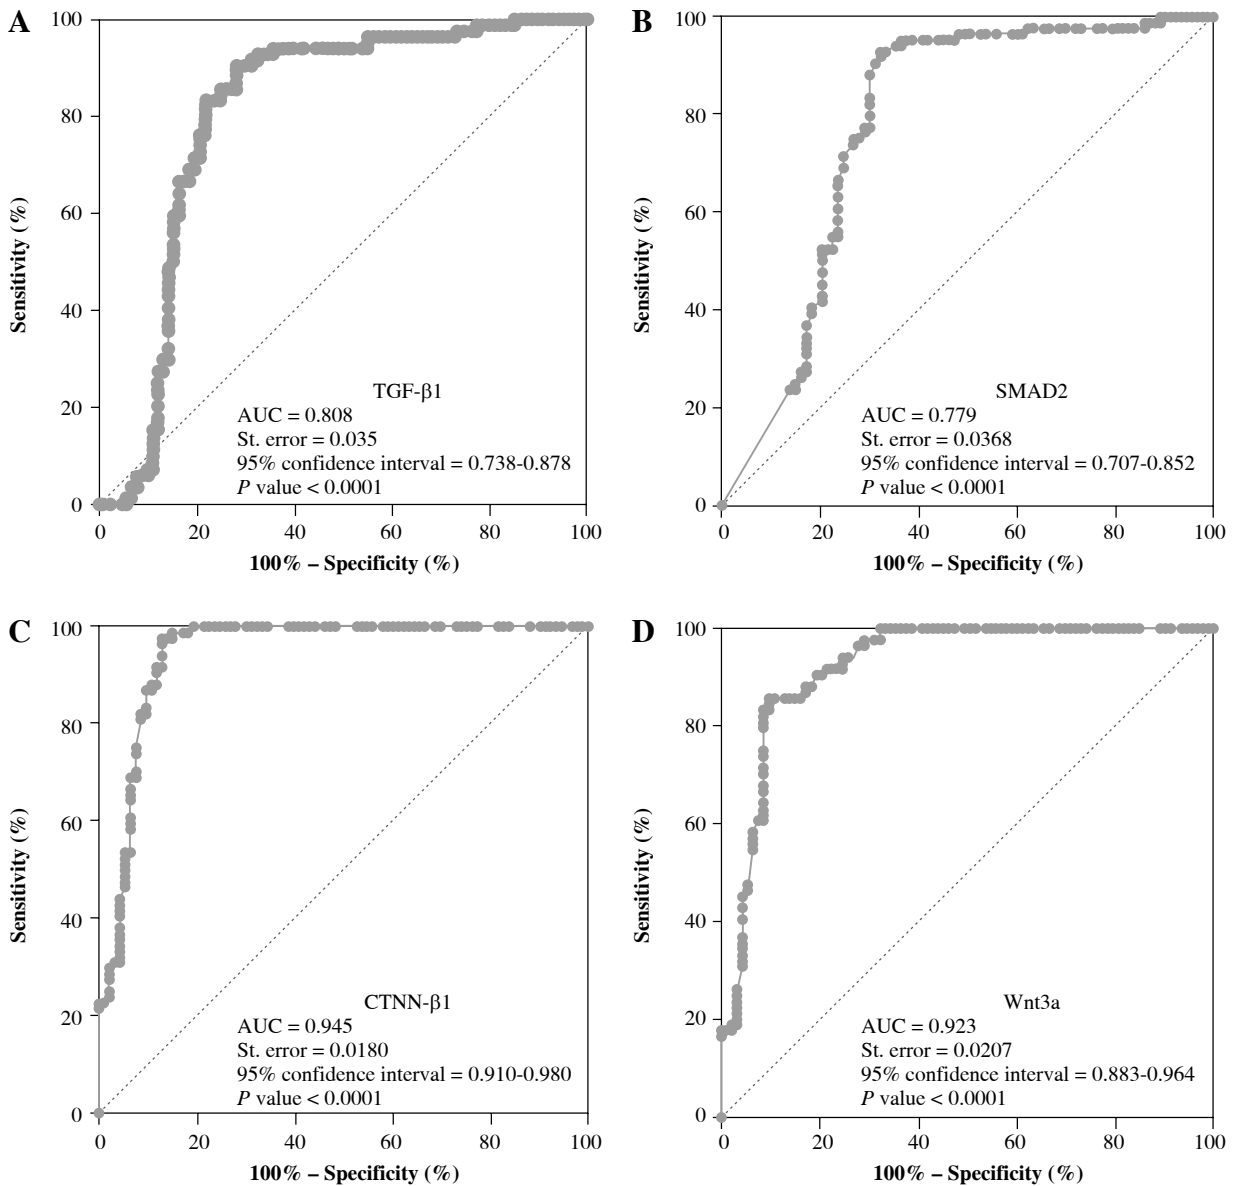 A
100
80
60
40
20
0
Sensitivity (%)
TGF-β1
AUC = 0.808
St. error = 0.035
95% confidence interval = 0.738-0.878
P value < 0.0001
0 20 40 60 80 100
100% – Specificity (%)
B
100
80
60
40
20
0
Sensitivity (%)
SMAD2
AUC = 0.779
St. error = 0.0368
95% confidence interval = 0.707-0.852
P value < 0.0001
0 20 40 60 80 100
100% – Specificity (%)
C
100
80
60
40
20
0
Sensitivity (%)
CTNN-β1
AUC = 0.945
St. error = 0.0180
95% confidence interval = 0.910-0.980
P value < 0.0001
0 20 40 60 80 100
100% – Specificity (%)
D
100
80
60
40
20
0
Sensitivity (%)
Wnt3a
AUC = 0.923
St. error = 0.0207
95% confidence interval = 0.883-0.964
P value < 0.0001
0 20 40 60 80 100
100% – Specificity (%)